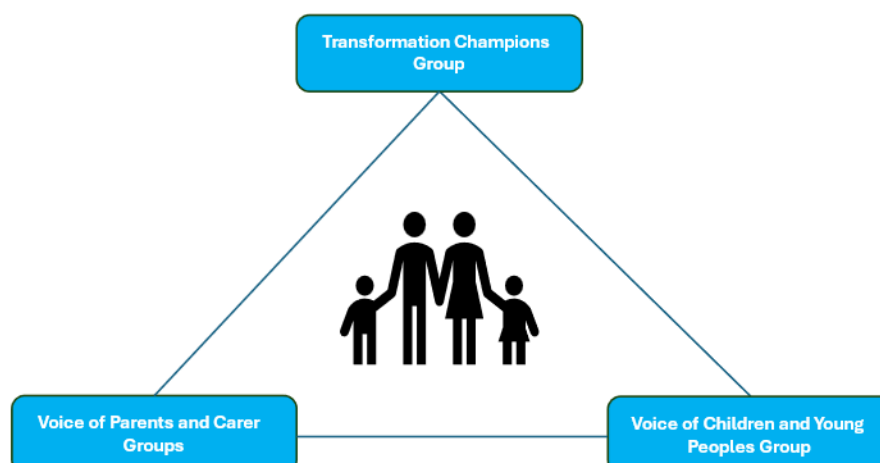 Transformation Champions
Group
Voice of Parents and Carer
Groups
Voice of Children and Young
Peoples Group